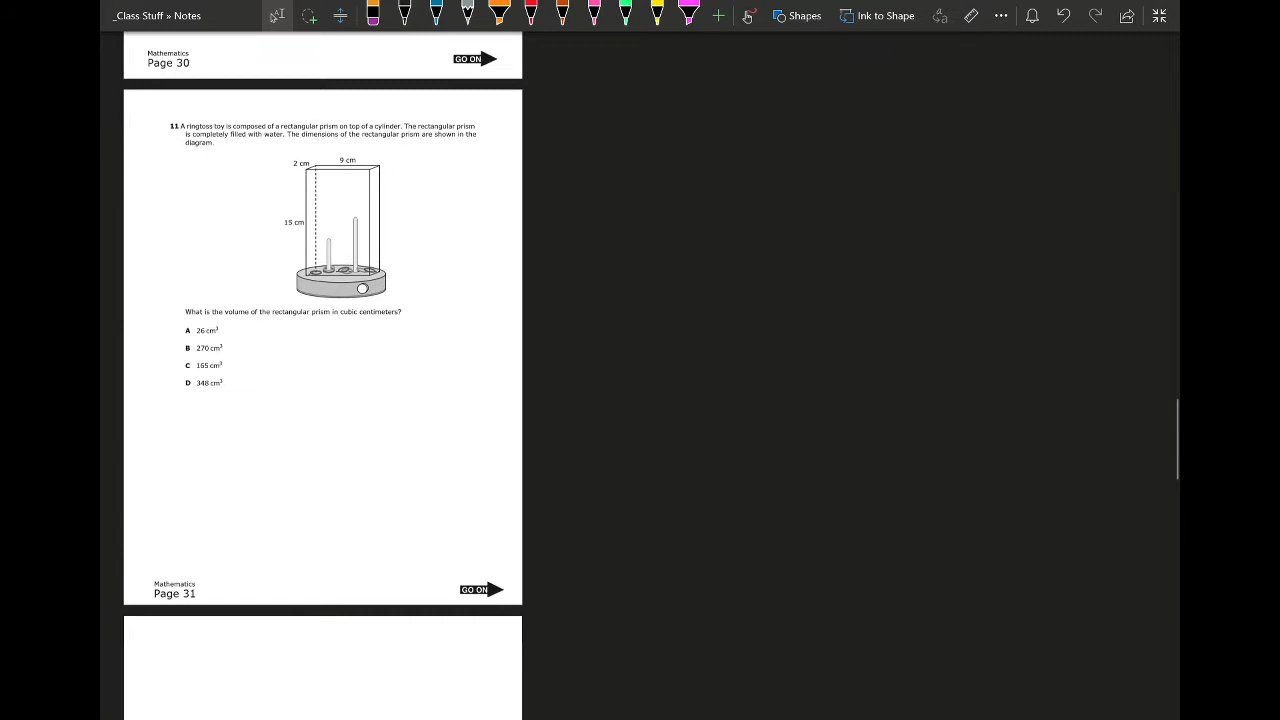 _Class Stuff » Notes
Shapes
Ink to Shape
Mathematics
Page 30
GO ON
11 A ringtoss toy is composed of a rectangular prism on top of a cylinder. The rectangular prism
is completely filled with water. The dimensions of the rectangular prism are shown in the
diagram.
2 cm
9 cm
15 cm
What is the volume of the rectangular prism in cubic centimeters?
A 26 cm³
B 270 cm³
C 165 cm³
D 348 cm³
Mathematics
Page 31
GO ON